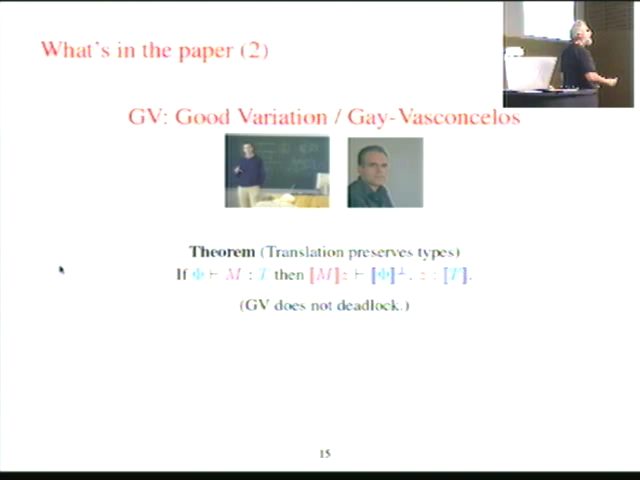 What's in the paper (2)
GV: Good Variation / Gay-Vasconcelos
Theorem (Translation preserves types)
If Φ ⊢ M : T then ⟦M⟧z ⊢ ⟦Φ⟧⊥, z : ⟦T⟧.
(GV does not deadlock.)
15